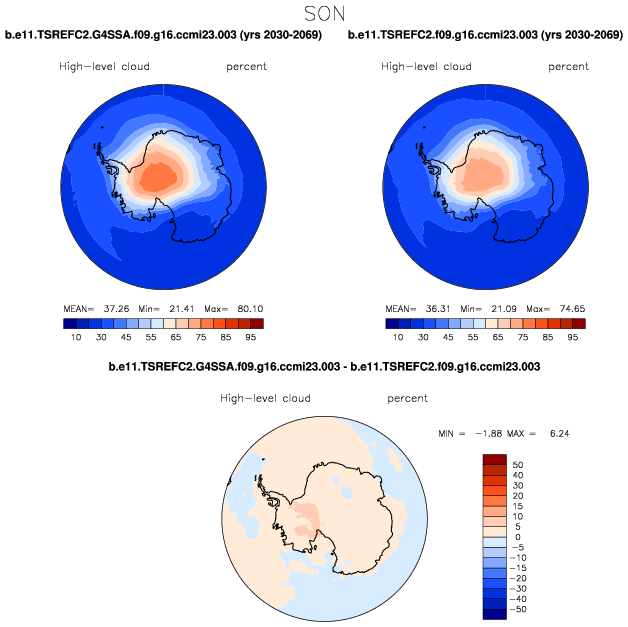 SON
b.e11.TSREFC2.G4SSA.f09.g16.ccmi23.003 (yrs 2030-2069)
b.e11.TSREFC2.f09.g16.ccmi23.003 (yrs 2030-2069)
High-level cloud percent
High-level cloud percent
MEAN= 37.26 Min= 21.41 Max= 80.10
MEAN= 36.31 Min= 21.09 Max= 74.65
10 30 45 55 65 75 85 95
10 30 45 55 65 75 85 95
b.e11.TSREFC2.G4SSA.f09.g16.ccmi23.003 - b.e11.TSREFC2.f09.g16.ccmi23.003
High-level cloud percent
MIN = -1.88 MAX = 6.24
50
40
30
20
15
10
5
0
-5
-10
-15
-20
-30
-40
-50